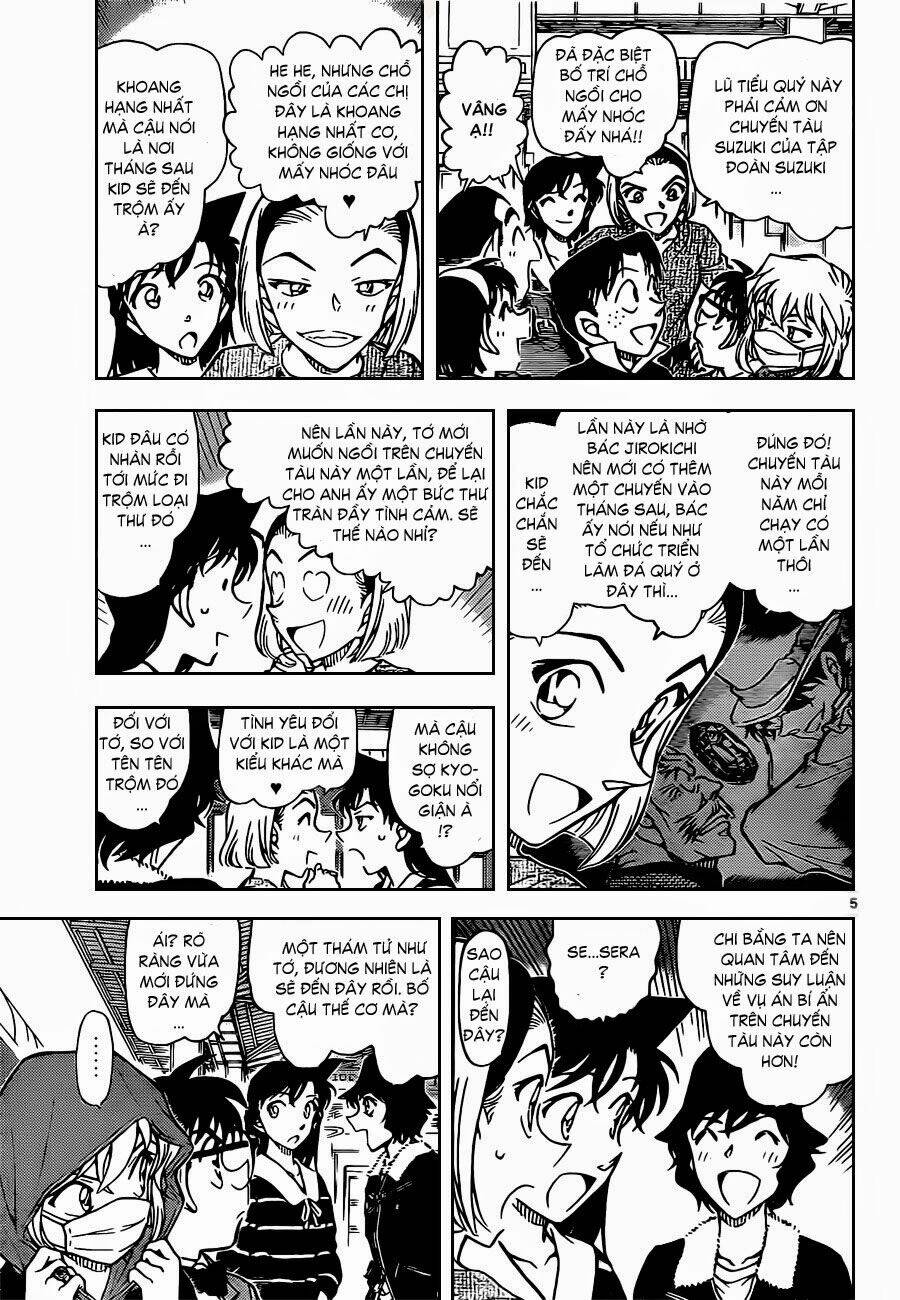 LŨ TIỂU QUỶ NÀY
PHẢI CẢM ƠN
CHUYẾN TÀU
SUZUKI CỦA TẬP
ĐOÀN SUZUKI
...
ĐÃ ĐẶC BIỆT
BỐ TRÍ CHỖ
NGỒI CHO
MẤY NHÓC
ĐẤY NHÁ!!
VÂNG
Ạ!!
HE HE, NHƯNG CHỖ
NGỒI CỦA CÁC CHỊ
ĐÂY LÀ KHOANG
HẠNG NHẤT CƠ,
KHÔNG GIỐNG VỚI
MẤY NHÓC ĐÂU
♥
KHOANG
HẠNG NHẤT
MÀ CẬU NÓI
LÀ NƠI
THÁNG SAU
KID SẼ ĐẾN
TRỘM ẤY
À?
ĐÚNG ĐÓ!
CHUYẾN TÀU
NÀY MỖI
NĂM CHỈ
CHẠY CÓ
MỘT LẦN
THÔI
LẦN NÀY LÀ NHỜ
BÁC JIROKICHI
NÊN MỚI CÓ THÊM
MỘT CHUYẾN VÀO
THÁNG SAU, BÁC
ẤY NÓI NẾU NHƯ
TỔ CHỨC TRIỂN
LÃM ĐÁ QUÝ Ở
ĐÂY THÌ...
KID
CHẮC
CHẮN
SẼ
ĐẾN
...
NÊN LẦN NÀY, TỚ MỚI
MUỐN NGỒI TRÊN CHUYẾN
TÀU NÀY MỘT LẦN, ĐỂ LẠI
CHO ANH ẤY MỘT BỨC THƯ
TRÀN ĐẦY TÌNH CẢM. SẼ
THẾ NÀO NHỈ?
KID ĐÂU CÓ
NHÀN RỖI
TỚI MỨC ĐI
TRỘM LOẠI
THƯ ĐÓ
...
MÀ CẬU
KHÔNG
SỢ KYO-
GOKU NỔI
GIẬN À
!?
TÌNH YÊU ĐỐI
VỚI KID LÀ MỘT
KIỂU KHÁC MÀ
♥
ĐỐI VỚI
TỚ, SO VỚI
TÊN TÊN
TRỘM ĐÓ
...
5
CHI BẰNG TA NÊN
QUAN TÂM ĐẾN
NHỮNG SUY LUẬN
VỀ VỤ ÁN BÍ ẨN
TRÊN CHUYẾN
TÀU NÀY CÒN
HƠN!
SE...SERA
?
SAO
CẬU
LẠI
ĐẾN
ĐÂY?
MỘT THÁM TỬ NHƯ
TỚ, ĐƯƠNG NHIÊN LÀ
SẼ ĐẾN ĐÂY RỒI. BỐ
CẬU THẾ CƠ MÀ?
ÁI? RÕ
RÀNG VỪA
MỚI ĐỨNG
ĐÂY MÀ
...
......